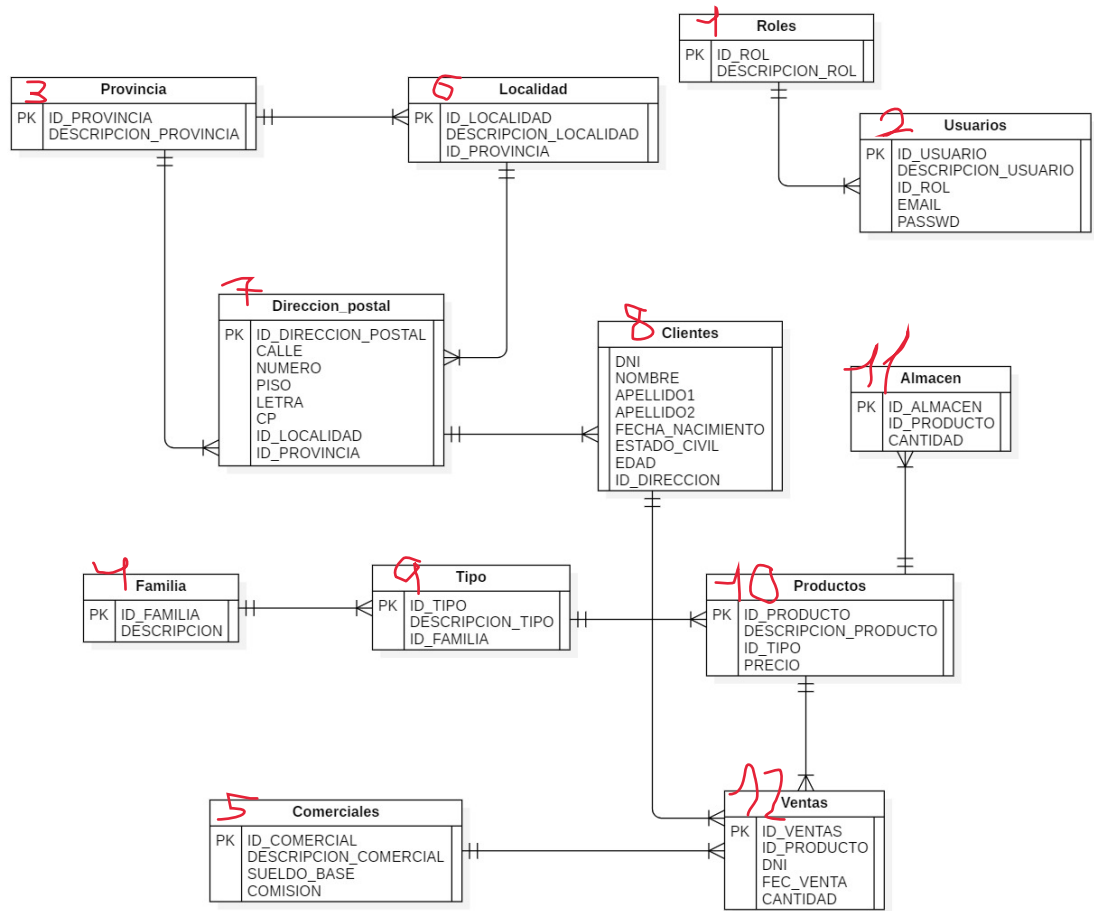 1
Roles
PK ID_ROL
DESCRIPCION_ROL
3
Provincia
PK ID_PROVINCIA
DESCRIPCION_PROVINCIA
6
Localidad
PK ID_LOCALIDAD
DESCRIPCION_LOCALIDAD
ID_PROVINCIA
2
Usuarios
PK ID_USUARIO
DESCRIPCION_USUARIO
ID_ROL
EMAIL
PASSWD
7
Direccion_postal
PK ID_DIRECCION_POSTAL
CALLE
NUMERO
PISO
LETRA
CP
ID_LOCALIDAD
ID_PROVINCIA
8
Clientes
DNI
NOMBRE
APELLIDO1
APELLIDO2
FECHA_NACIMIENTO
ESTADO_CIVIL
EDAD
ID_DIRECCION
11
Almacen
PK ID_ALMACEN
ID_PRODUCTO
CANTIDAD
4
Familia
PK ID_FAMILIA
DESCRIPCION
9
Tipo
PK ID_TIPO
DESCRIPCION_TIPO
ID_FAMILIA
10
Productos
PK ID_PRODUCTO
DESCRIPCION_PRODUCTO
ID_TIPO
PRECIO
5
Comerciales
PK ID_COMERCIAL
DESCRIPCION_COMERCIAL
SUELDO_BASE
COMISION
12
Ventas
PK ID_VENTAS
ID_PRODUCTO
DNI
FEC_VENTA
CANTIDAD